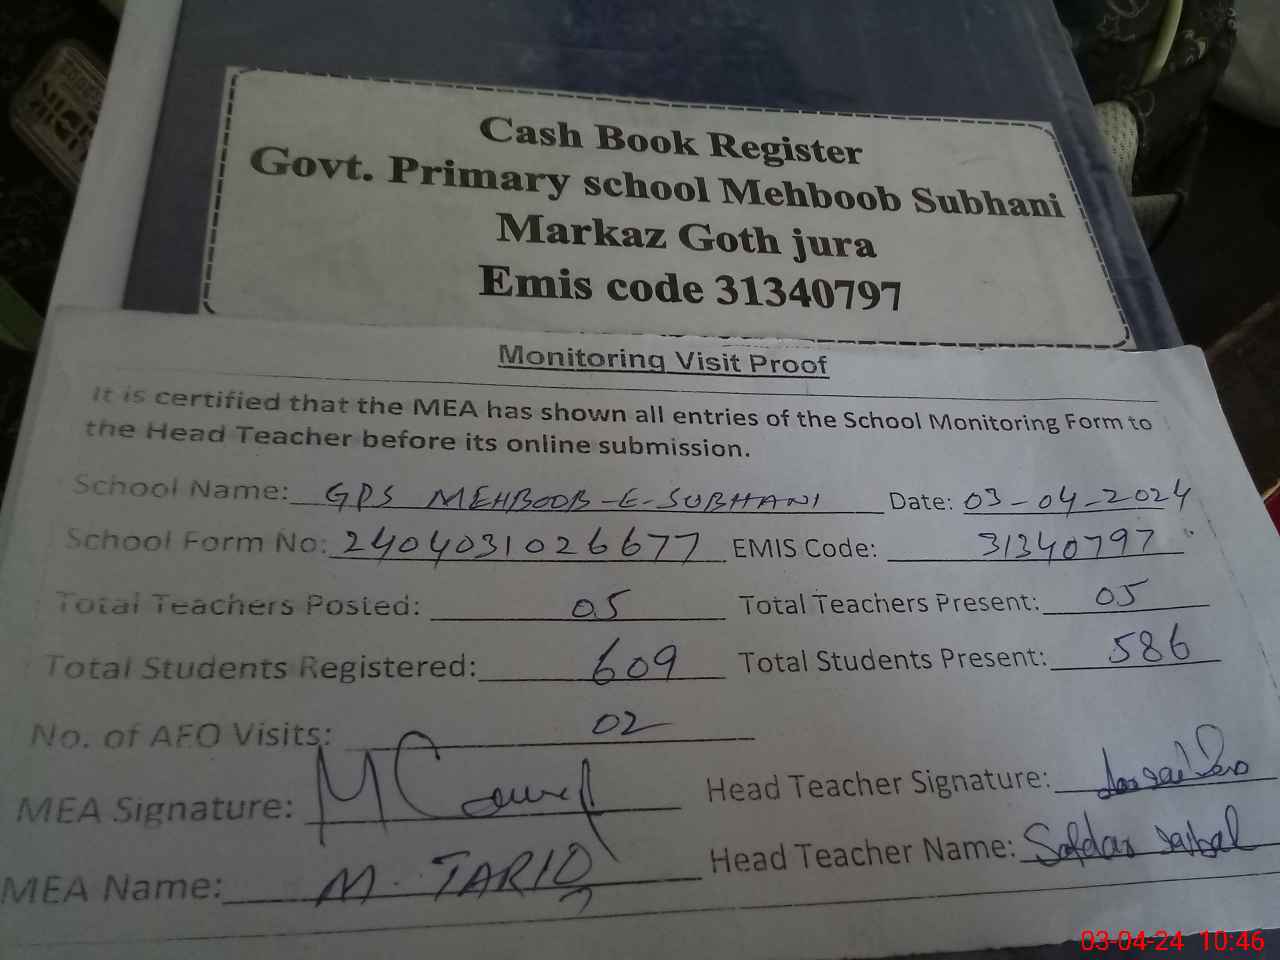 Cash Book Register
Govt. Primary school Mehboob Subhani
Markaz Goth jura
Emis code 31340797
Monitoring Visit Proof
It is certified that the MEA has shown all entries of the School Monitoring Form to
the Head Teacher before its online submission.
School Name: GPS MEHBOOB-E-SUBHANI Date: 03-04-2024
School Form No: 2404031026677 EMIS Code: 31340797
Total Teachers Posted: 05 Total Teachers Present: 05
Total Students Registered: 609 Total Students Present: 586
No. of AEO Visits: 02
MEA Signature: Head Teacher Signature:
MEA Name: M. TARIQ Head Teacher Name: Safdar
03-04-24 10:46